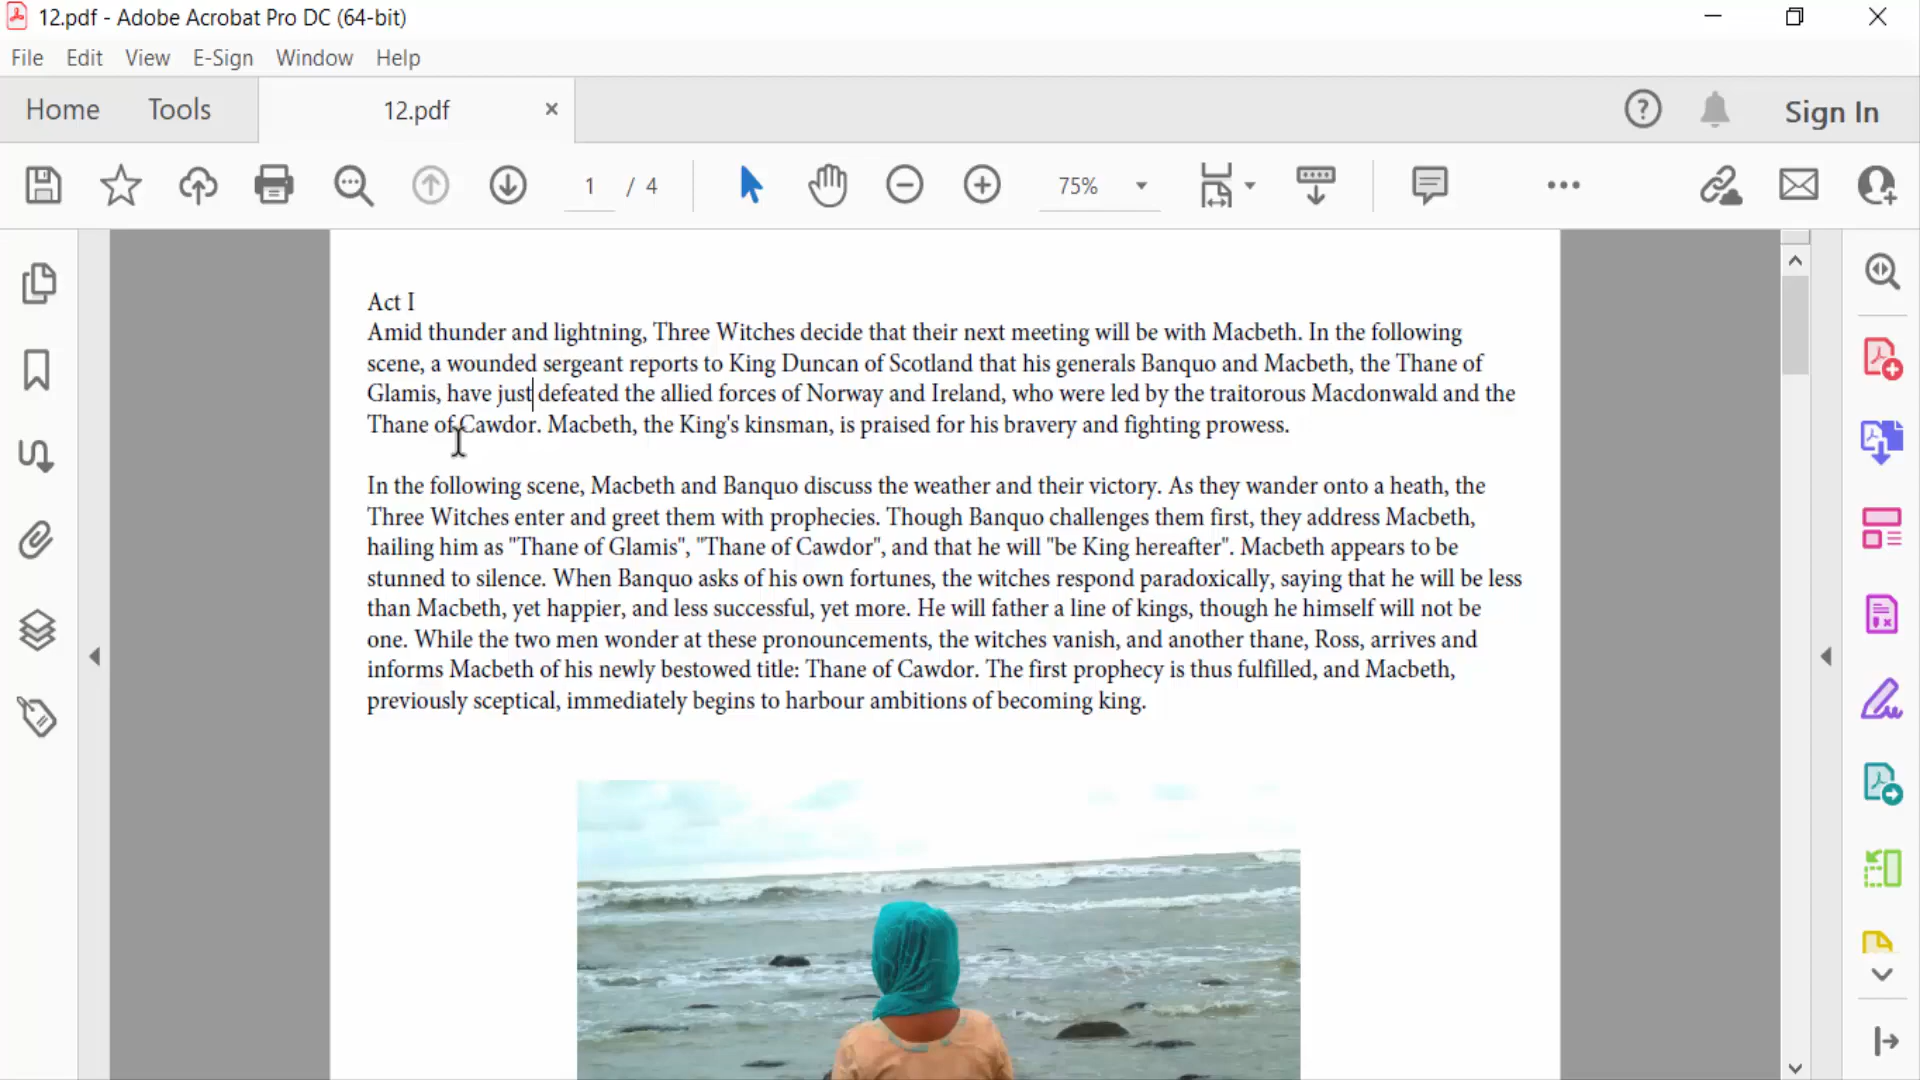 12.pdf - Adobe Acrobat Pro DC (64-bit)
File Edit View E-Sign Window Help
Home Tools 12.pdf × Sign In
1 / 4 75%
Act I
Amid thunder and lightning, Three Witches decide that their next meeting will be with Macbeth. In the following
scene, a wounded sergeant reports to King Duncan of Scotland that his generals Banquo and Macbeth, the Thane of
Glamis, have just defeated the allied forces of Norway and Ireland, who were led by the traitorous Macdonwald and the
Thane of Cawdor. Macbeth, the King's kinsman, is praised for his bravery and fighting prowess.
In the following scene, Macbeth and Banquo discuss the weather and their victory. As they wander onto a heath, the
Three Witches enter and greet them with prophecies. Though Banquo challenges them first, they address Macbeth,
hailing him as "Thane of Glamis", "Thane of Cawdor", and that he will "be King hereafter". Macbeth appears to be
stunned to silence. When Banquo asks of his own fortunes, the witches respond paradoxically, saying that he will be less
than Macbeth, yet happier, and less successful, yet more. He will father a line of kings, though he himself will not be
one. While the two men wonder at these pronouncements, the witches vanish, and another thane, Ross, arrives and
informs Macbeth of his newly bestowed title: Thane of Cawdor. The first prophecy is thus fulfilled, and Macbeth,
previously sceptical, immediately begins to harbour ambitions of becoming king.